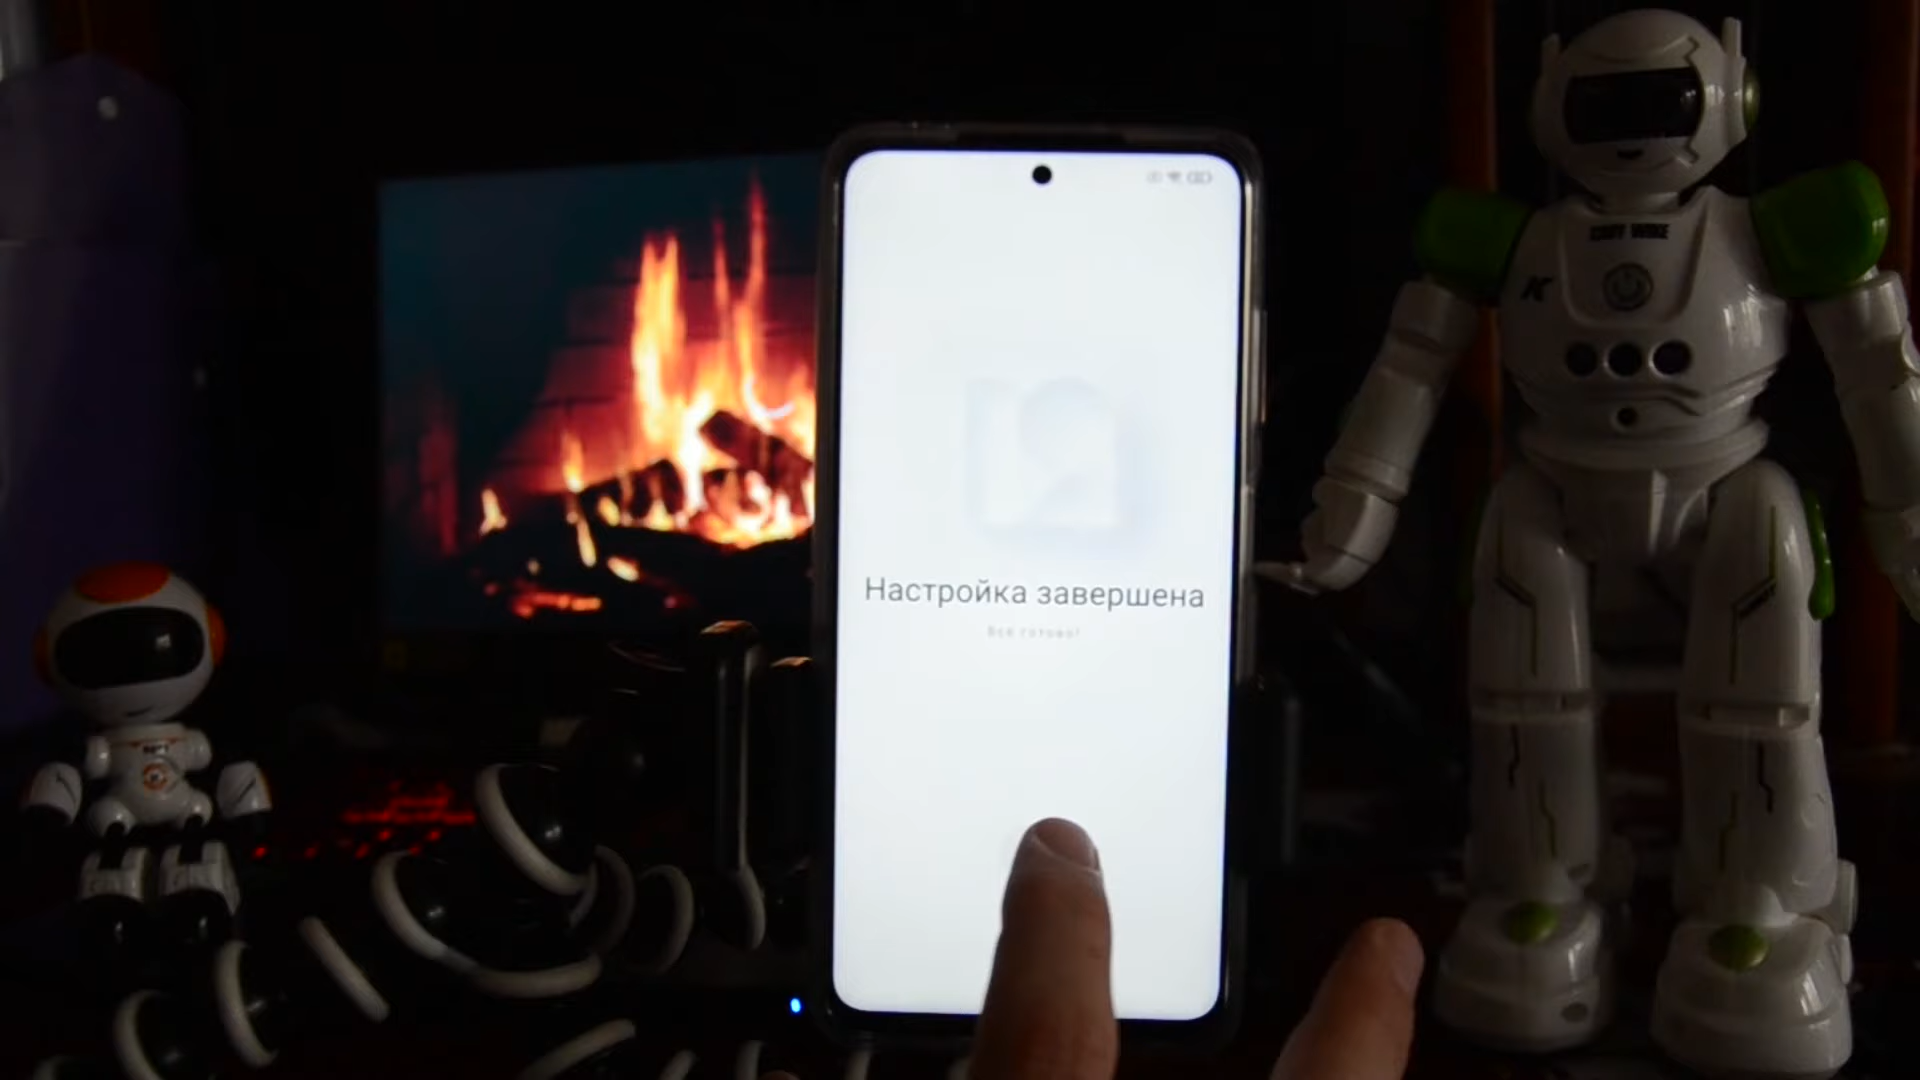 Настройка завершена
Всё готово!